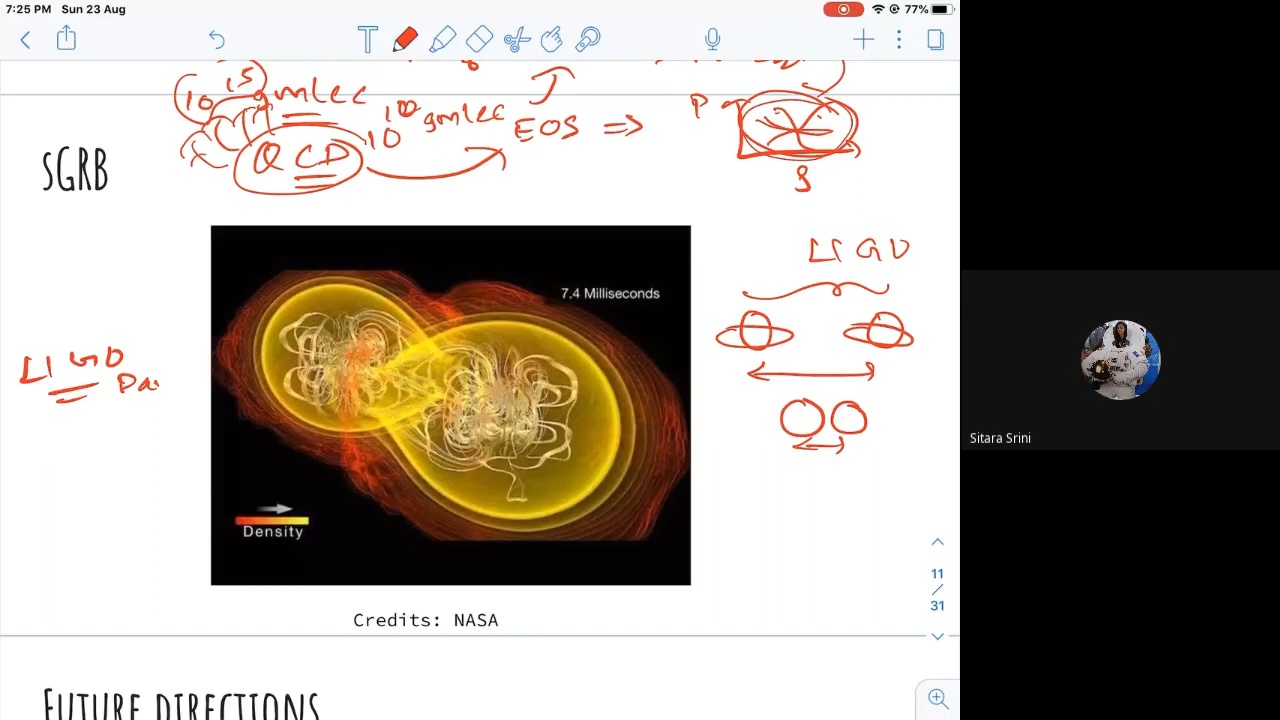 7:25 PM Sun 23 Aug
77%
10 15 gm/cc
10 100 gm/cc
QCD
EOS ⇒
P
ρ
sGRB
LIGO
7.4 Milliseconds
LIGO
Density
11
/
31
Credits: NASA
FUTURE DIRECTIONS
Sitara Srini